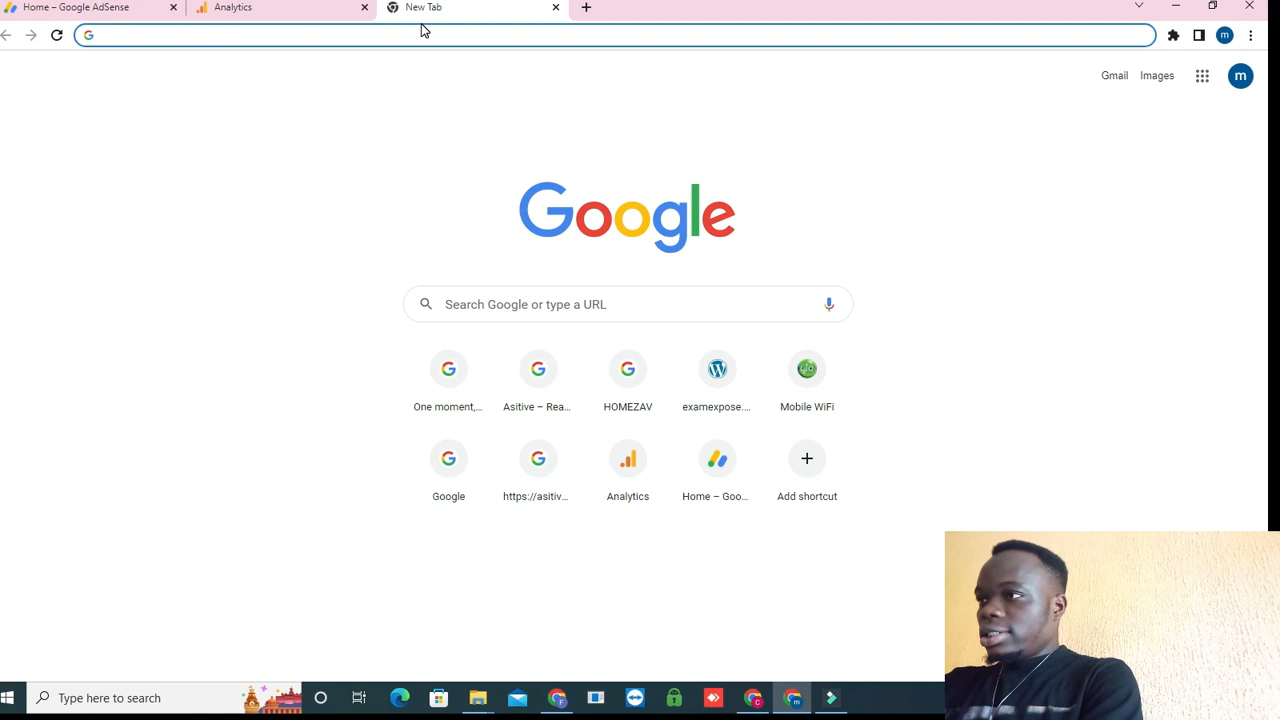 Home – Google AdSense
Analytics
New Tab
m
Gmail Images
m
Google
Search Google or type a URL
One moment,...
Asitive – Rea...
HOMEZAV
examexpose....
Mobile WiFi
Google
https://asitiv...
Analytics
Home – Goo...
Add shortcut
Type here to search